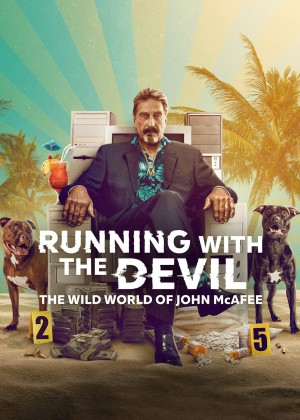 RUNNING WITH
THE DEVIL
THE WILD WORLD OF JOHN McAFEE
2
5